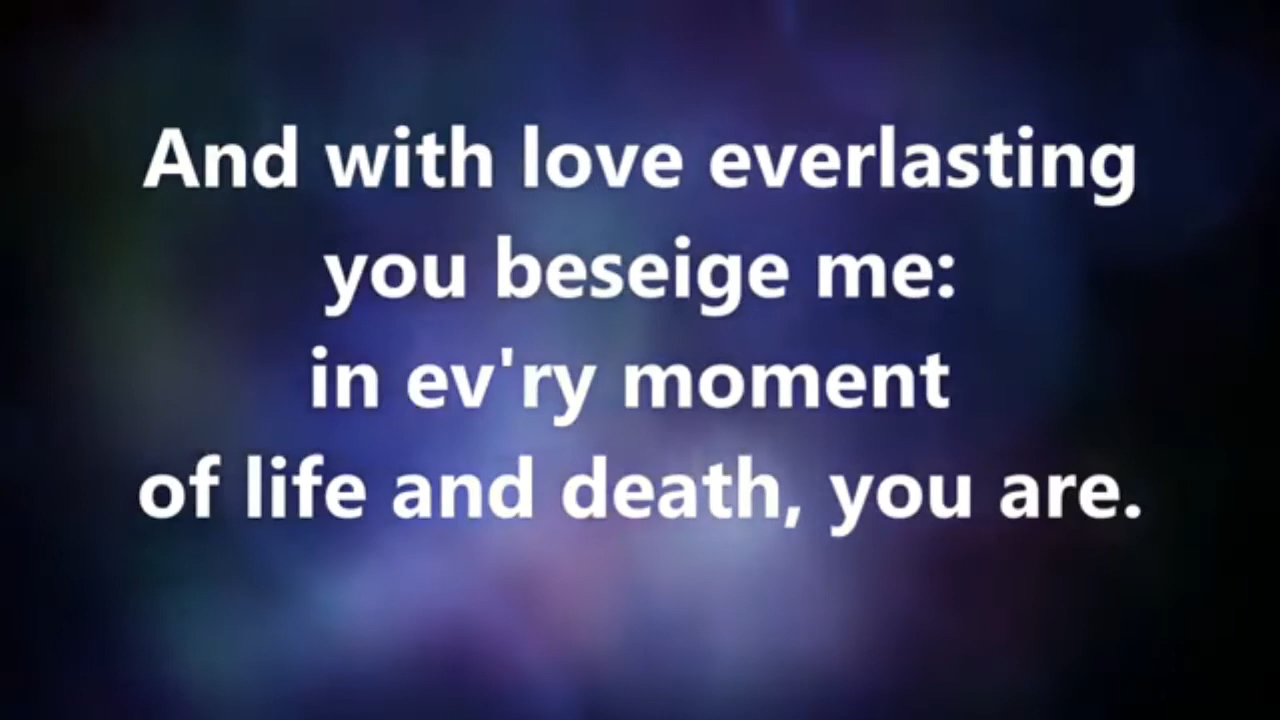 And with love everlasting
you beseige me:
in ev'ry moment
of life and death, you are.